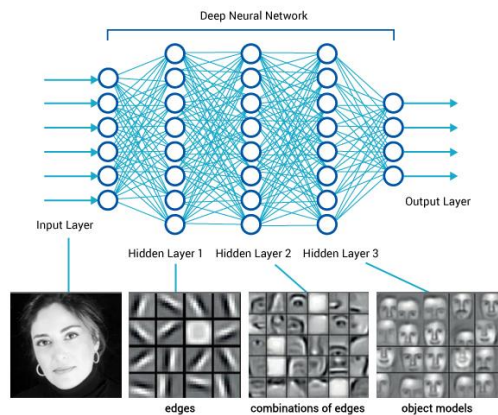 Deep Neural Network
Input Layer
Output Layer
Hidden Layer 1
Hidden Layer 2
Hidden Layer 3
edges
combinations of edges
object models